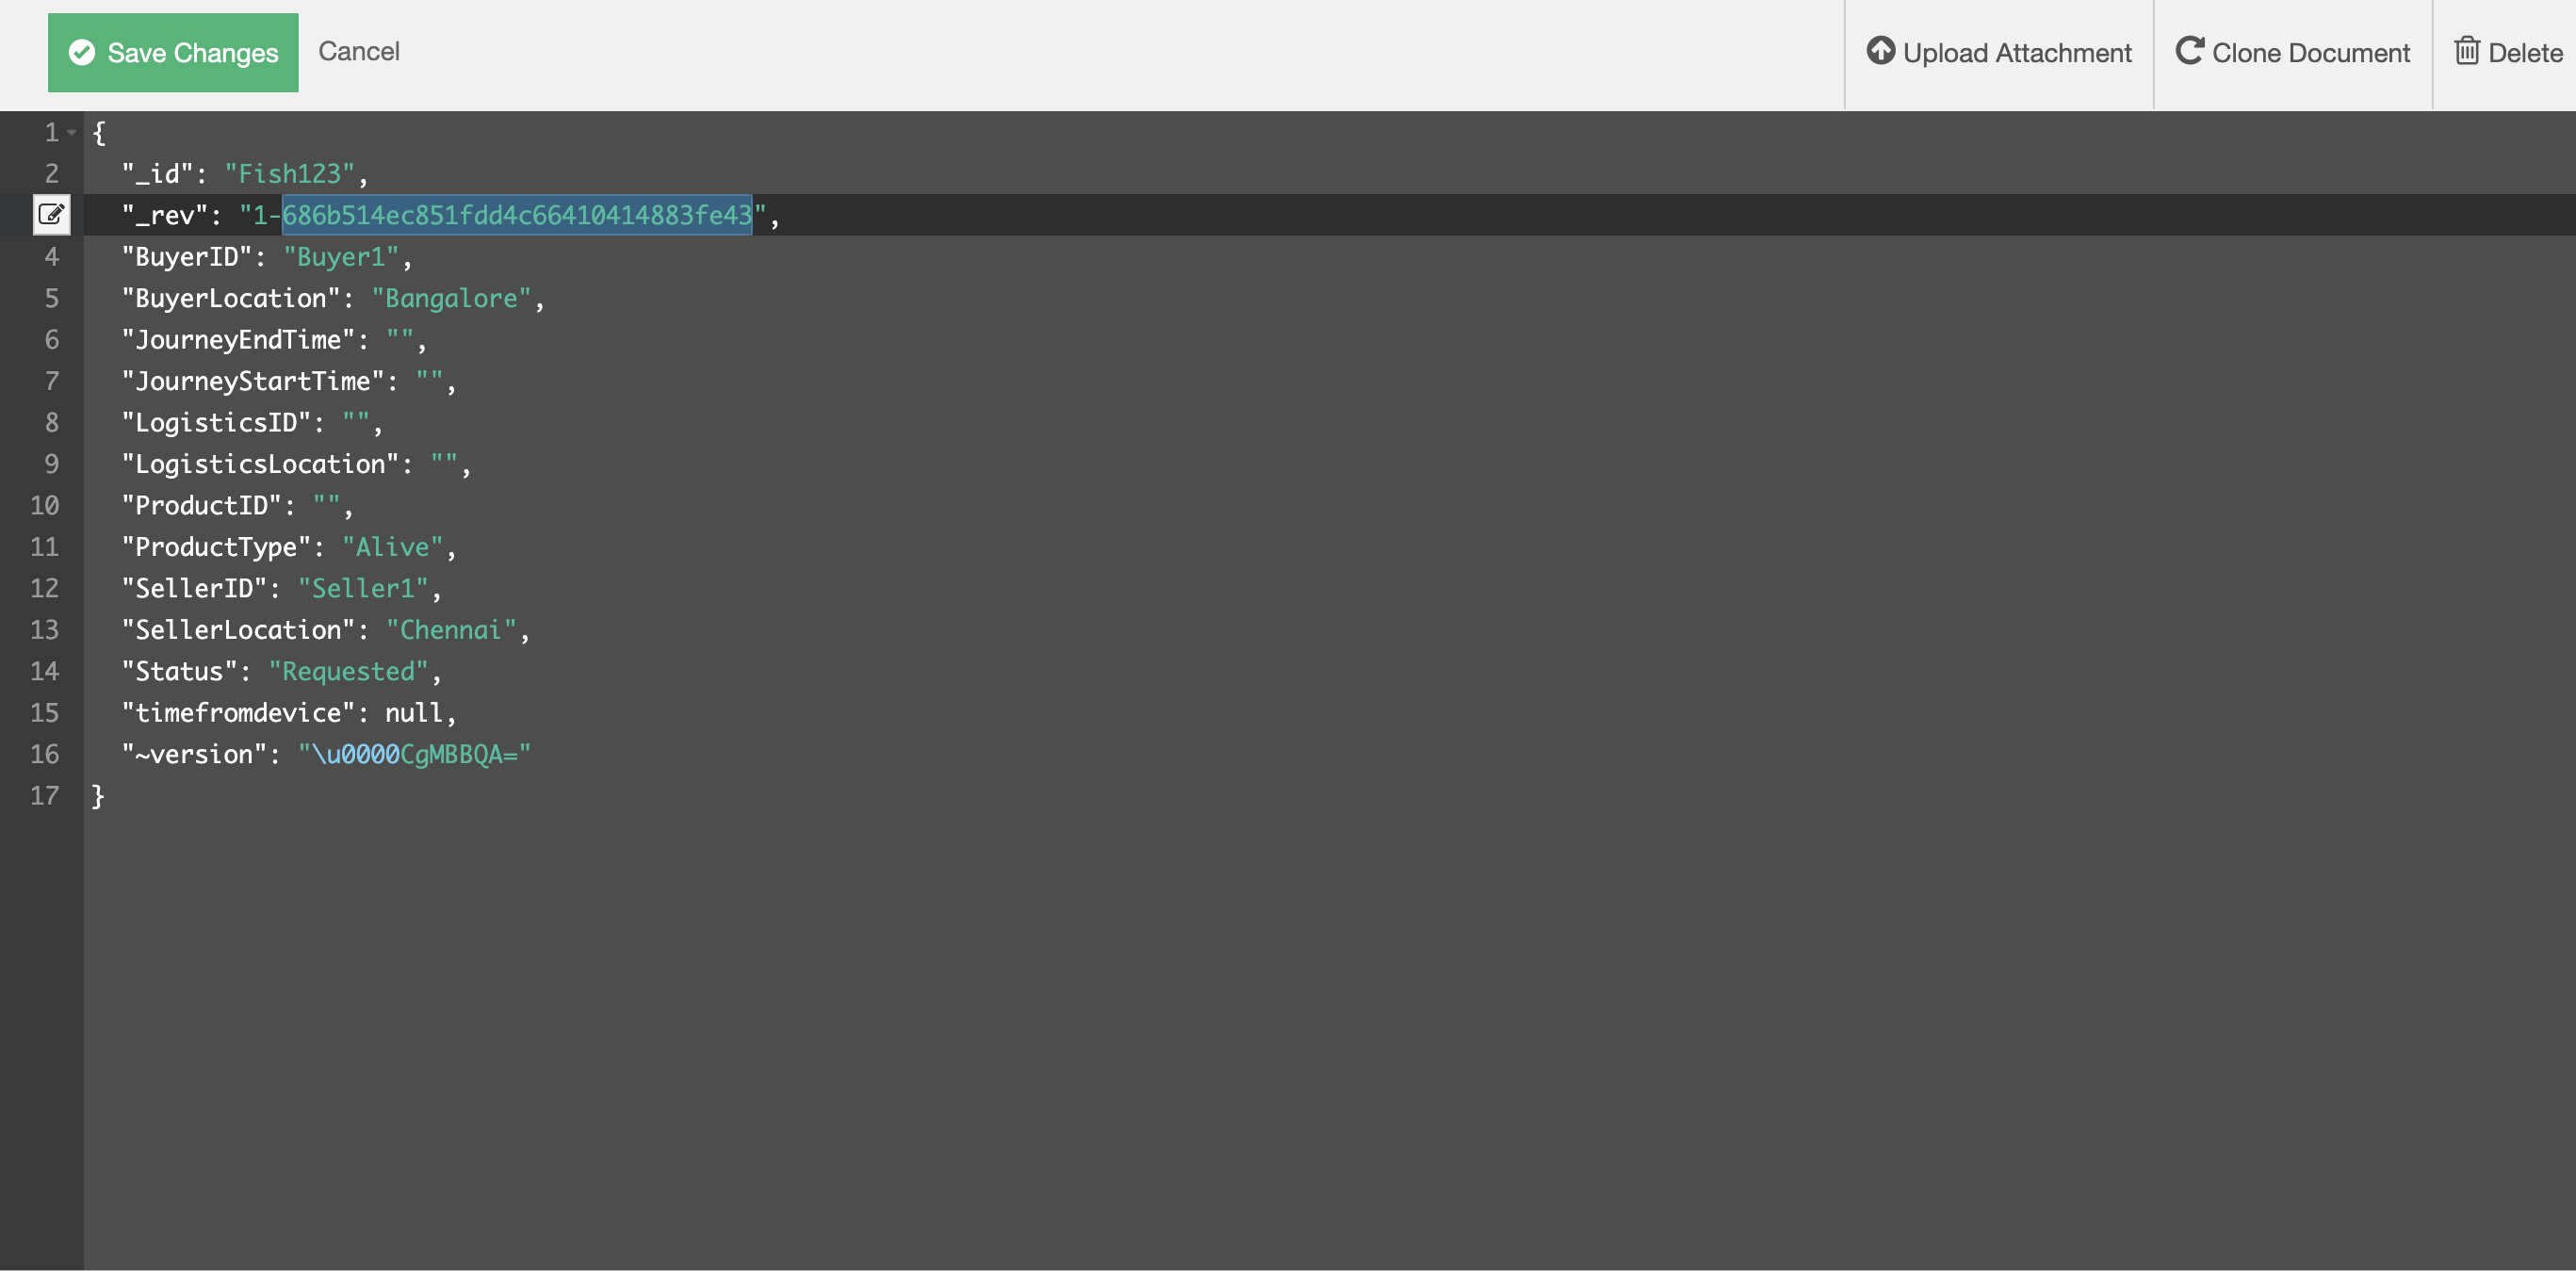 Save Changes Cancel Upload Attachment Clone Document Delete
1 {
2 "_id": "Fish123",
"_rev": "1-686b514ec851fdd4c66410414883fe43",
4 "BuyerID": "Buyer1",
5 "BuyerLocation": "Bangalore",
6 "JourneyEndTime": "",
7 "JourneyStartTime": "",
8 "LogisticsID": "",
9 "LogisticsLocation": "",
10 "ProductID": "",
11 "ProductType": "Alive",
12 "SellerID": "Seller1",
13 "SellerLocation": "Chennai",
14 "Status": "Requested",
15 "timefromdevice": null,
16 "~version": "\u0000CgMBBQA="
17 }